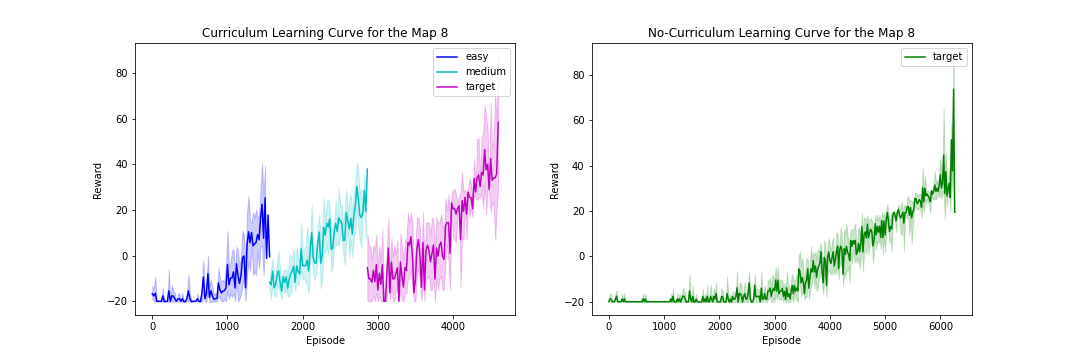 Curriculum Learning Curve for the Map 8
80
60
40
20
0
−20
Reward
0
1000
2000
3000
4000
Episode
easy
medium
target
No-Curriculum Learning Curve for the Map 8
80
60
40
20
0
−20
Reward
0
1000
2000
3000
4000
5000
6000
Episode
target